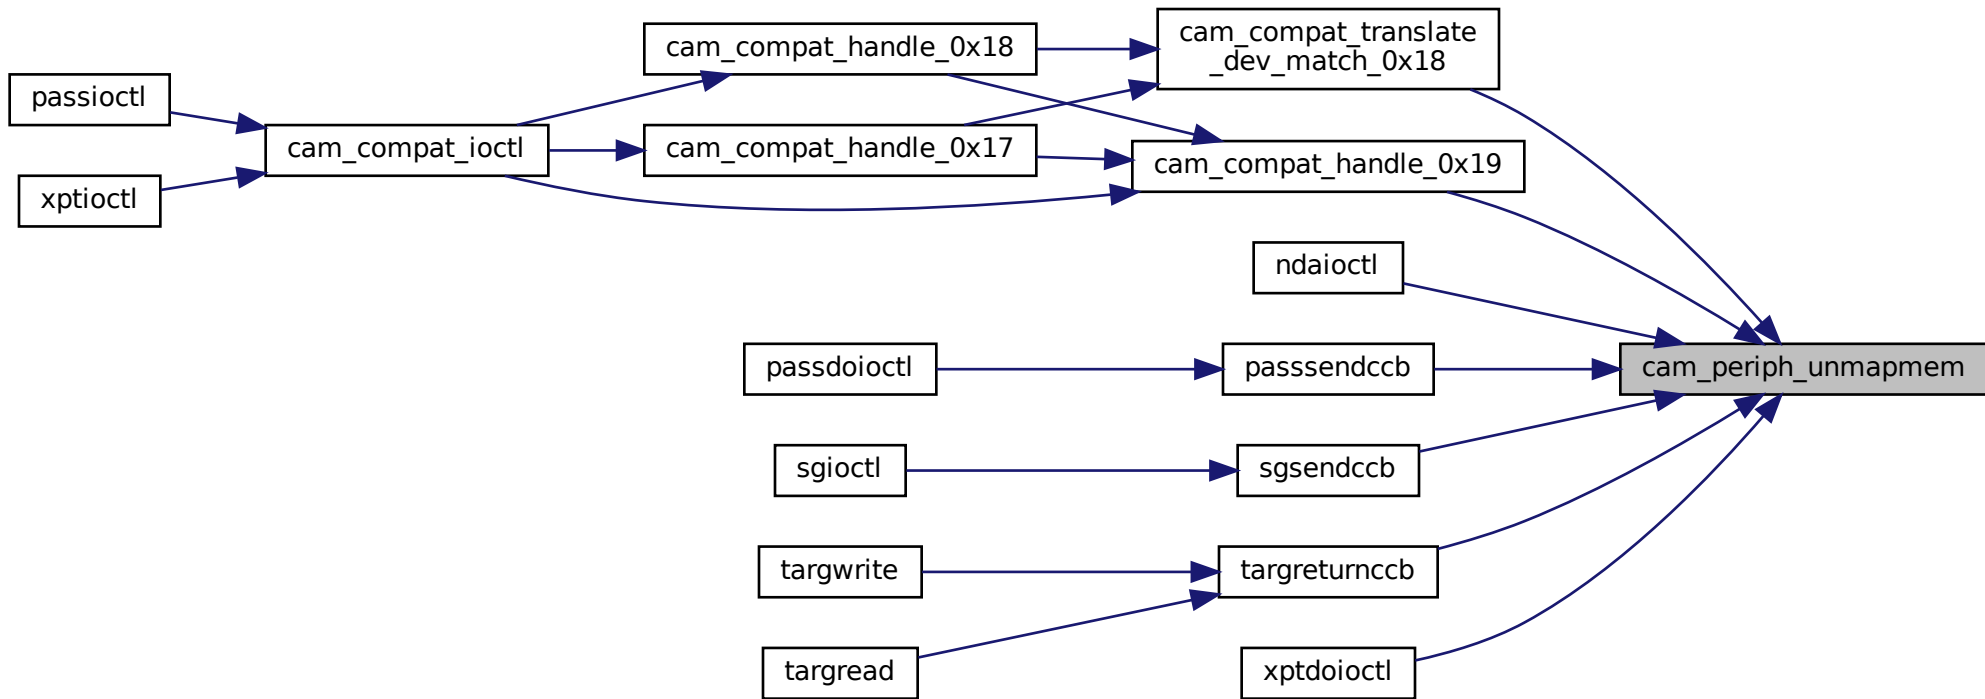 cam_compat_translate
_dev_match_0x18
cam_compat_handle_0x18
passioctl
cam_compat_ioctl
cam_compat_handle_0x17
cam_compat_handle_0x19
xptioctl
ndaioctl
passdoioctl
passsendccb
cam_periph_unmapmem
sgioctl
sgsendccb
targwrite
targreturnccb
targread
xptdoioctl